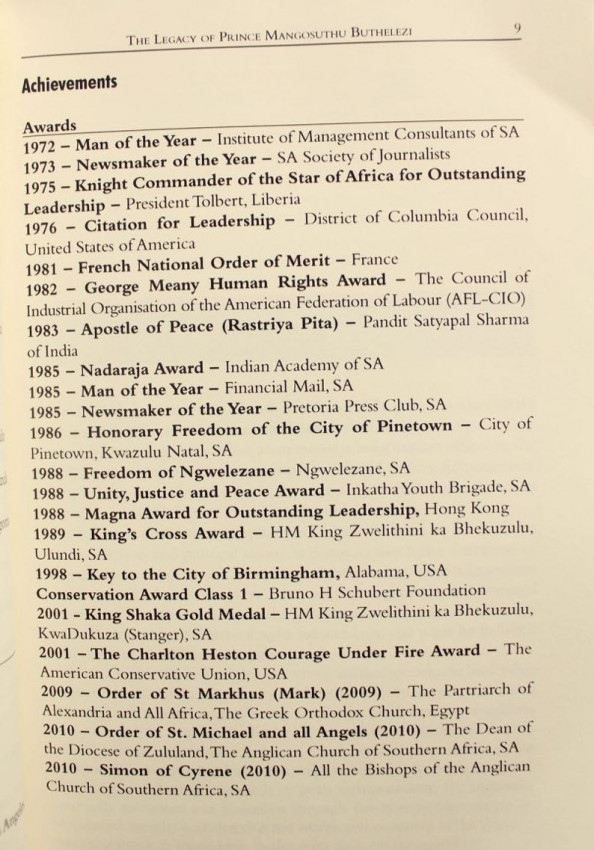 THE LEGACY OF PRINCE MANGOSUTHU BUTHELEZI 9
Achievements
Awards
1972 – Man of the Year – Institute of Management Consultants of SA
1973 – Newsmaker of the Year – SA Society of Journalists
1975 – Knight Commander of the Star of Africa for Outstanding
Leadership – President Tolbert, Liberia
1976 – Citation for Leadership – District of Columbia Council,
United States of America
1981 – French National Order of Merit – France
1982 – George Meany Human Rights Award – The Council of
Industrial Organisation of the American Federation of Labour (AFL-CIO)
1983 – Apostle of Peace (Rastriya Pita) – Pandit Satyapal Sharma
of India
1985 – Nadaraja Award – Indian Academy of SA
1985 – Man of the Year – Financial Mail, SA
1985 – Newsmaker of the Year – Pretoria Press Club, SA
1986 – Honorary Freedom of the City of Pinetown – City of
Pinetown, Kwazulu Natal, SA
1988 – Freedom of Ngwelezane – Ngwelezane, SA
1988 – Unity, Justice and Peace Award – Inkatha Youth Brigade, SA
1988 – Magna Award for Outstanding Leadership, Hong Kong
1989 – King's Cross Award – HM King Zwelithini ka Bhekuzulu,
Ulundi, SA
1998 – Key to the City of Birmingham, Alabama, USA
Conservation Award Class 1 – Bruno H Schubert Foundation
2001 - King Shaka Gold Medal – HM King Zwelithini ka Bhekuzulu,
KwaDukuza (Stanger), SA
2001 – The Charlton Heston Courage Under Fire Award – The
American Conservative Union, USA
2009 – Order of St Markhus (Mark) (2009) – The Partriarch of
Alexandria and All Africa, The Greek Orthodox Church, Egypt
2010 – Order of St. Michael and all Angels (2010) – The Dean of
the Diocese of Zululand, The Anglican Church of Southern Africa, SA
2010 – Simon of Cyrene (2010) – All the Bishops of the Anglican
Church of Southern Africa, SA